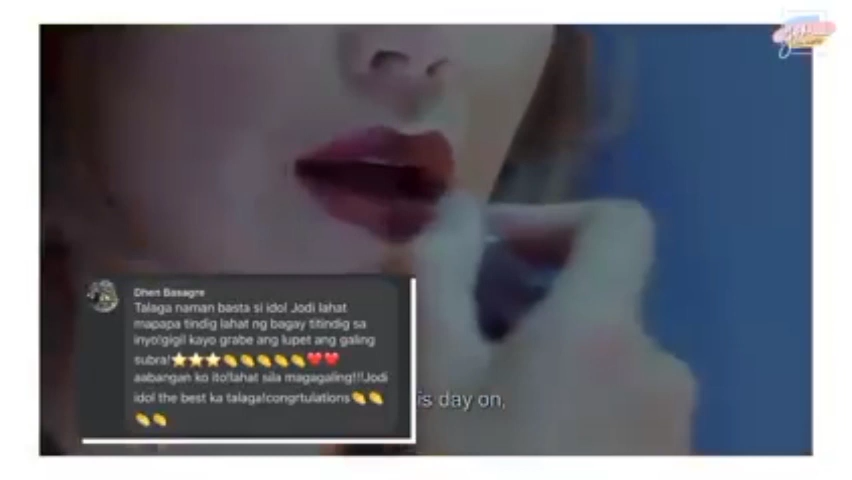 Dhen Basagre
Talaga naman basta si idol Jodi lahat
mapapa tindig lahat ng bagay titindig sa
inyo!gigil kayo grabe ang lupet ang galing
subra!⭐⭐⭐👏👏👏👏👏❤️❤️
aabangan ko ito!lahat sila magagaling!!!Jodi
idol the best ka talaga!congrtulations👏👏
👏👏
is day on,